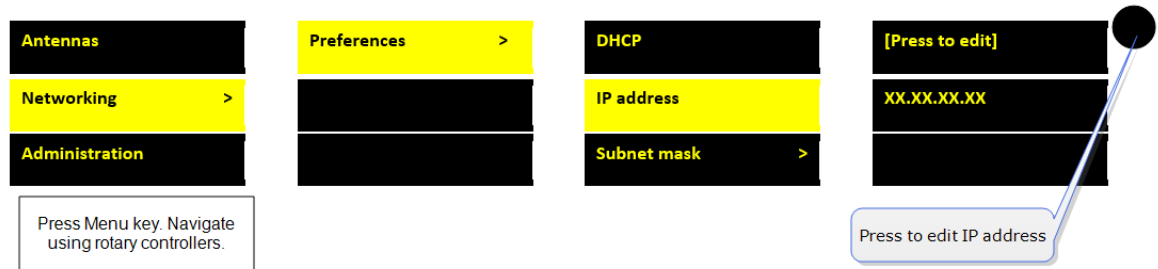 Antennas
Preferences >
DHCP
[Press to edit]
Networking >
IP address
XX.XX.XX.XX
Administration
Subnet mask >
Press Menu key. Navigate
using rotary controllers.
Press to edit IP address